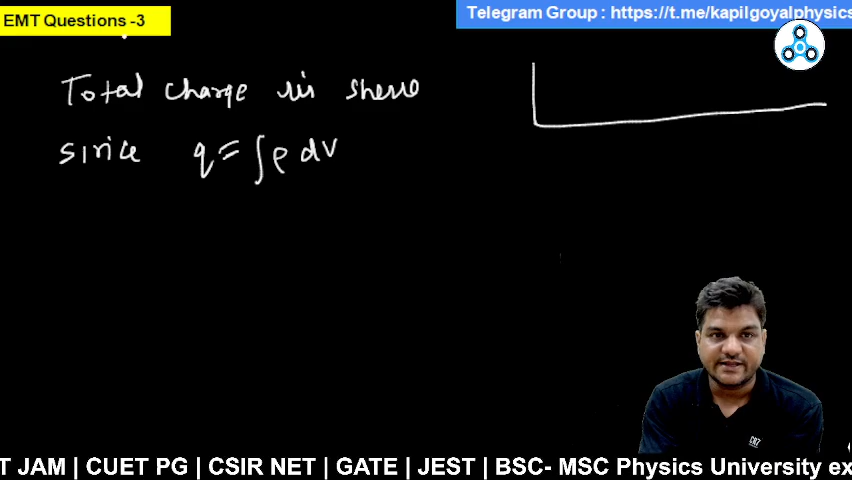 EMT Questions -3
Telegram Group : https://t.me/kapilgoyalphysics
Total charge in
since q = ∫ρ dv
T JAM | CUET PG | CSIR NET | GATE | JEST | BSC- MSC Physics University ex